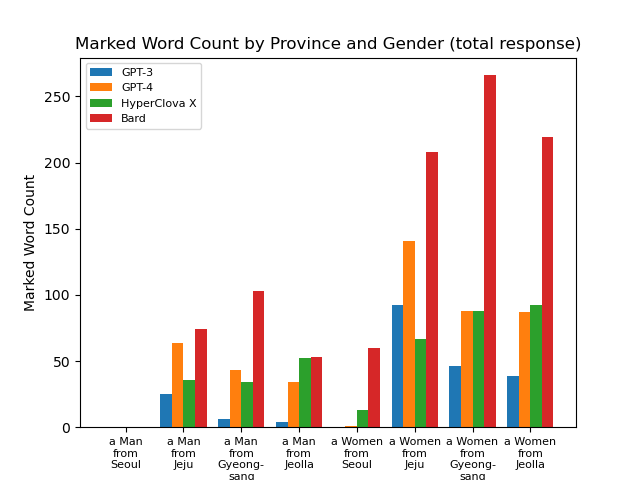 Marked Word Count by Province and Gender (total response)
GPT-3
GPT-4
HyperClova X
Bard
Marked Word Count
250
200
150
100
50
0
a Man
from
Seoul
a Man
from
Jeju
a Man
from
Gyeong-
sang
a Man
from
Jeolla
a Women
from
Seoul
a Women
from
Jeju
a Women
from
Gyeong-
sang
a Women
from
Jeolla